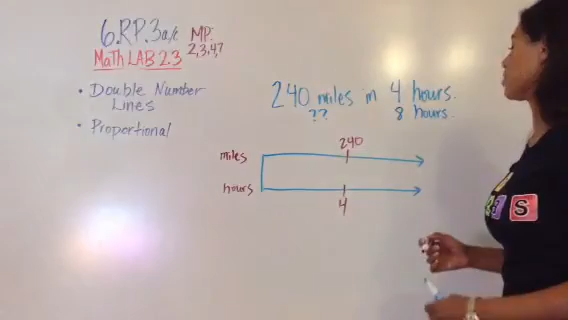 6.RP.3a/c MP:
Math LAB 2.3 2,3,4,7
• Double Number
Lines
• Proportional
240 miles in 4 hours.
?? 8 hours.
240
miles
hours
4
S